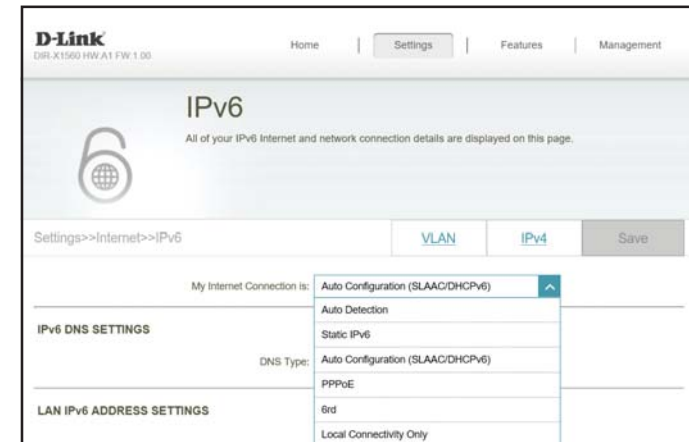 D-Link
DIR-X1560 HW:A1 FW:1.00
Home | Settings | Features | Management
IPv6
All of your IPv6 Internet and network connection details are displayed on this page.
Settings>>Internet>>IPv6 VLAN IPv4 Save
My Internet Connection is: Auto Configuration (SLAAC/DHCPv6)
Auto Detection
IPv6 DNS SETTINGS
Static IPv6
DNS Type: Auto Configuration (SLAAC/DHCPv6)
PPPoE
LAN IPv6 ADDRESS SETTINGS
6rd
Local Connectivity Only